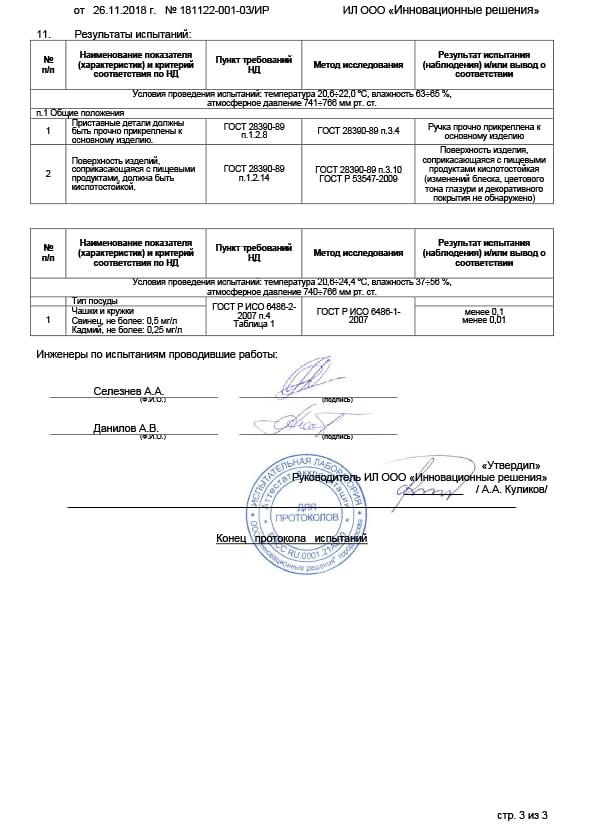 от 26.11.2018 г. № 181122-001-03/ИР ИЛ ООО «Инновационные решения»
11. Результаты испытаний:
№ п/п Наименование показателя (характеристик) и критерий соответствия по НД Пункт требований НД Метод исследования Результат испытания (наблюдения) и/или вывод о соответствии
Условия проведения испытаний: температура 20,6÷22,0 °С, влажность 63÷65 %,
атмосферное давление 741÷766 мм рт. ст.
п.1 Общие положения
1 Приставные детали должны быть прочно прикреплены к основному изделию. ГОСТ 28390-89 п.1.2.8 ГОСТ 28390-89 п.3.4 Ручка прочно прикреплена к основному изделию
2 Поверхность изделий, соприкасающаяся с пищевыми продуктами, должна быть кислотостойкой. ГОСТ 28390-89 п.1.2.14 ГОСТ 28390-89 п.3.10 ГОСТ Р 53547-2009 Поверхность изделия, соприкасающаяся с пищевыми продуктами кислотостойкая (изменений блеска, цветового тона глазури и декоративного покрытия не обнаружено)
№ п/п Наименование показателя (характеристик) и критерий соответствия по НД Пункт требований НД Метод исследования Результат испытания (наблюдения) и/или вывод о соответствии
Условия проведения испытаний: температура 20,6÷24,4 °С, влажность 37÷56 %,
атмосферное давление 740÷766 мм рт. ст.
1 Тип посуды
Чашки и кружки
Свинец, не более: 0,5 мг/л
Кадмий, не более: 0,25 мг/л
ГОСТ Р ИСО 6486-2-2007 п.4 Таблица 1
ГОСТ Р ИСО 6486-1-2007
менее 0,1
менее 0,01
Инженеры по испытаниям проводившие работы:
Селезнев А.А.
(Ф.И.О.) (подпись)
Данилов А.В.
(Ф.И.О.) (подпись)
«Утвердил»
Руководитель ИЛ ООО «Инновационные решения»
/ А.А. Куликов/
ИСПЫТАТЕЛЬНАЯ ЛАБОРАТОРИЯ
Аттестат аккредитации
ДЛЯ
ПРОТОКОЛОВ
ООО "Инновационные решения" город Москва
Конец протокола испытаний
стр. 3 из 3